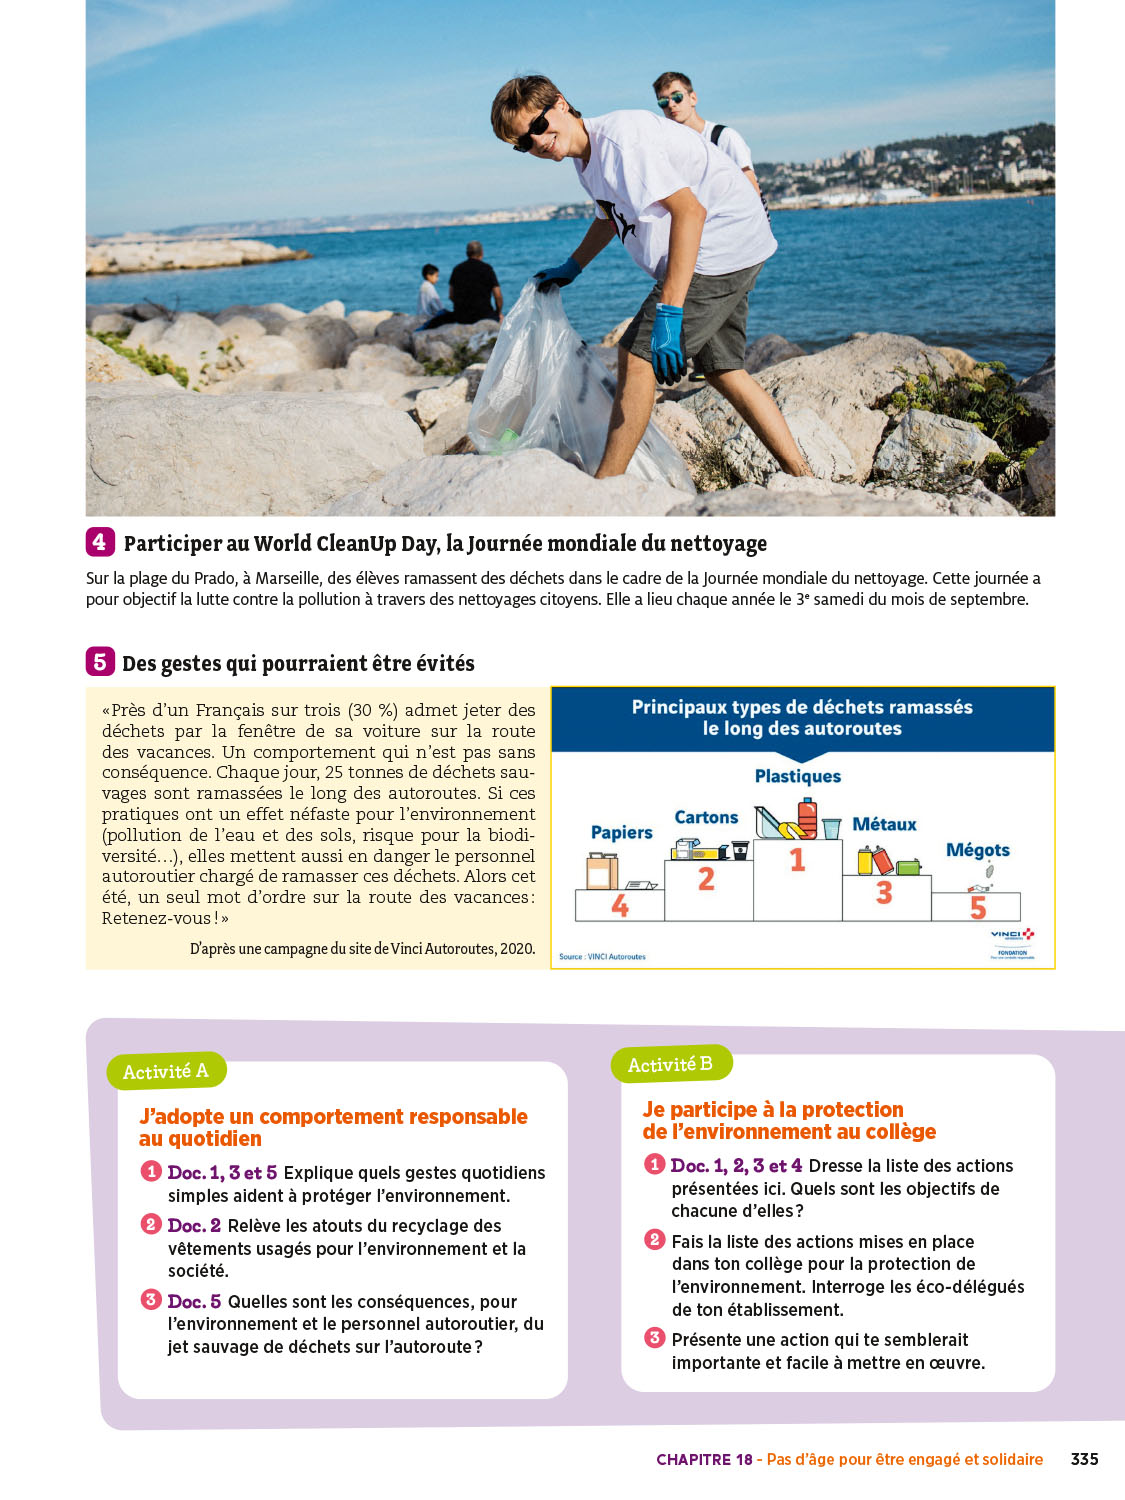 4 Participer au World CleanUp Day, la Journée mondiale du nettoyage
Sur la plage du Prado, à Marseille, des élèves ramassent des déchets dans le cadre de la Journée mondiale du nettoyage. Cette journée a
pour objectif la lutte contre la pollution à travers des nettoyages citoyens. Elle a lieu chaque année le 3e samedi du mois de septembre.
5 Des gestes qui pourraient être évités
«Près d'un Français sur trois (30 %) admet jeter des
déchets par la fenêtre de sa voiture sur la route
des vacances. Un comportement qui n'est pas sans
conséquence. Chaque jour, 25 tonnes de déchets sau-
vages sont ramassées le long des autoroutes. Si ces
pratiques ont un effet néfaste pour l'environnement
(pollution de l'eau et des sols, risque pour la biodi-
versité...), elles mettent aussi en danger le personnel
autoroutier chargé de ramasser ces déchets. Alors cet
été, un seul mot d'ordre sur la route des vacances:
Retenez-vous!»
D'après une campagne du site de Vinci Autoroutes, 2020.
Principaux types de déchets ramassés
le long des autoroutes
Plastiques
Cartons
Métaux
Papiers
Mégots
1
2
3
4
5
VINCI
AUTOROUTES
FONDATION
Source : VINCI Autoroutes
Activité A
J'adopte un comportement responsable
au quotidien
1 Doc. 1, 3 et 5 Explique quels gestes quotidiens
simples aident à protéger l'environnement.
2 Doc. 2 Relève les atouts du recyclage des
vêtements usagés pour l'environnement et la
société.
3 Doc. 5 Quelles sont les conséquences, pour
l'environnement et le personnel autoroutier, du
jet sauvage de déchets sur l'autoroute?
Activité B
Je participe à la protection
de l'environnement au collège
1 Doc. 1, 2, 3 et 4 Dresse la liste des actions
présentées ici. Quels sont les objectifs de
chacune d'elles?
2 Fais la liste des actions mises en place
dans ton collège pour la protection de
l'environnement. Interroge les éco-délégués
de ton établissement.
3 Présente une action qui te semblerait
importante et facile à mettre en œuvre.
CHAPITRE 18 - Pas d'âge pour être engagé et solidaire 335